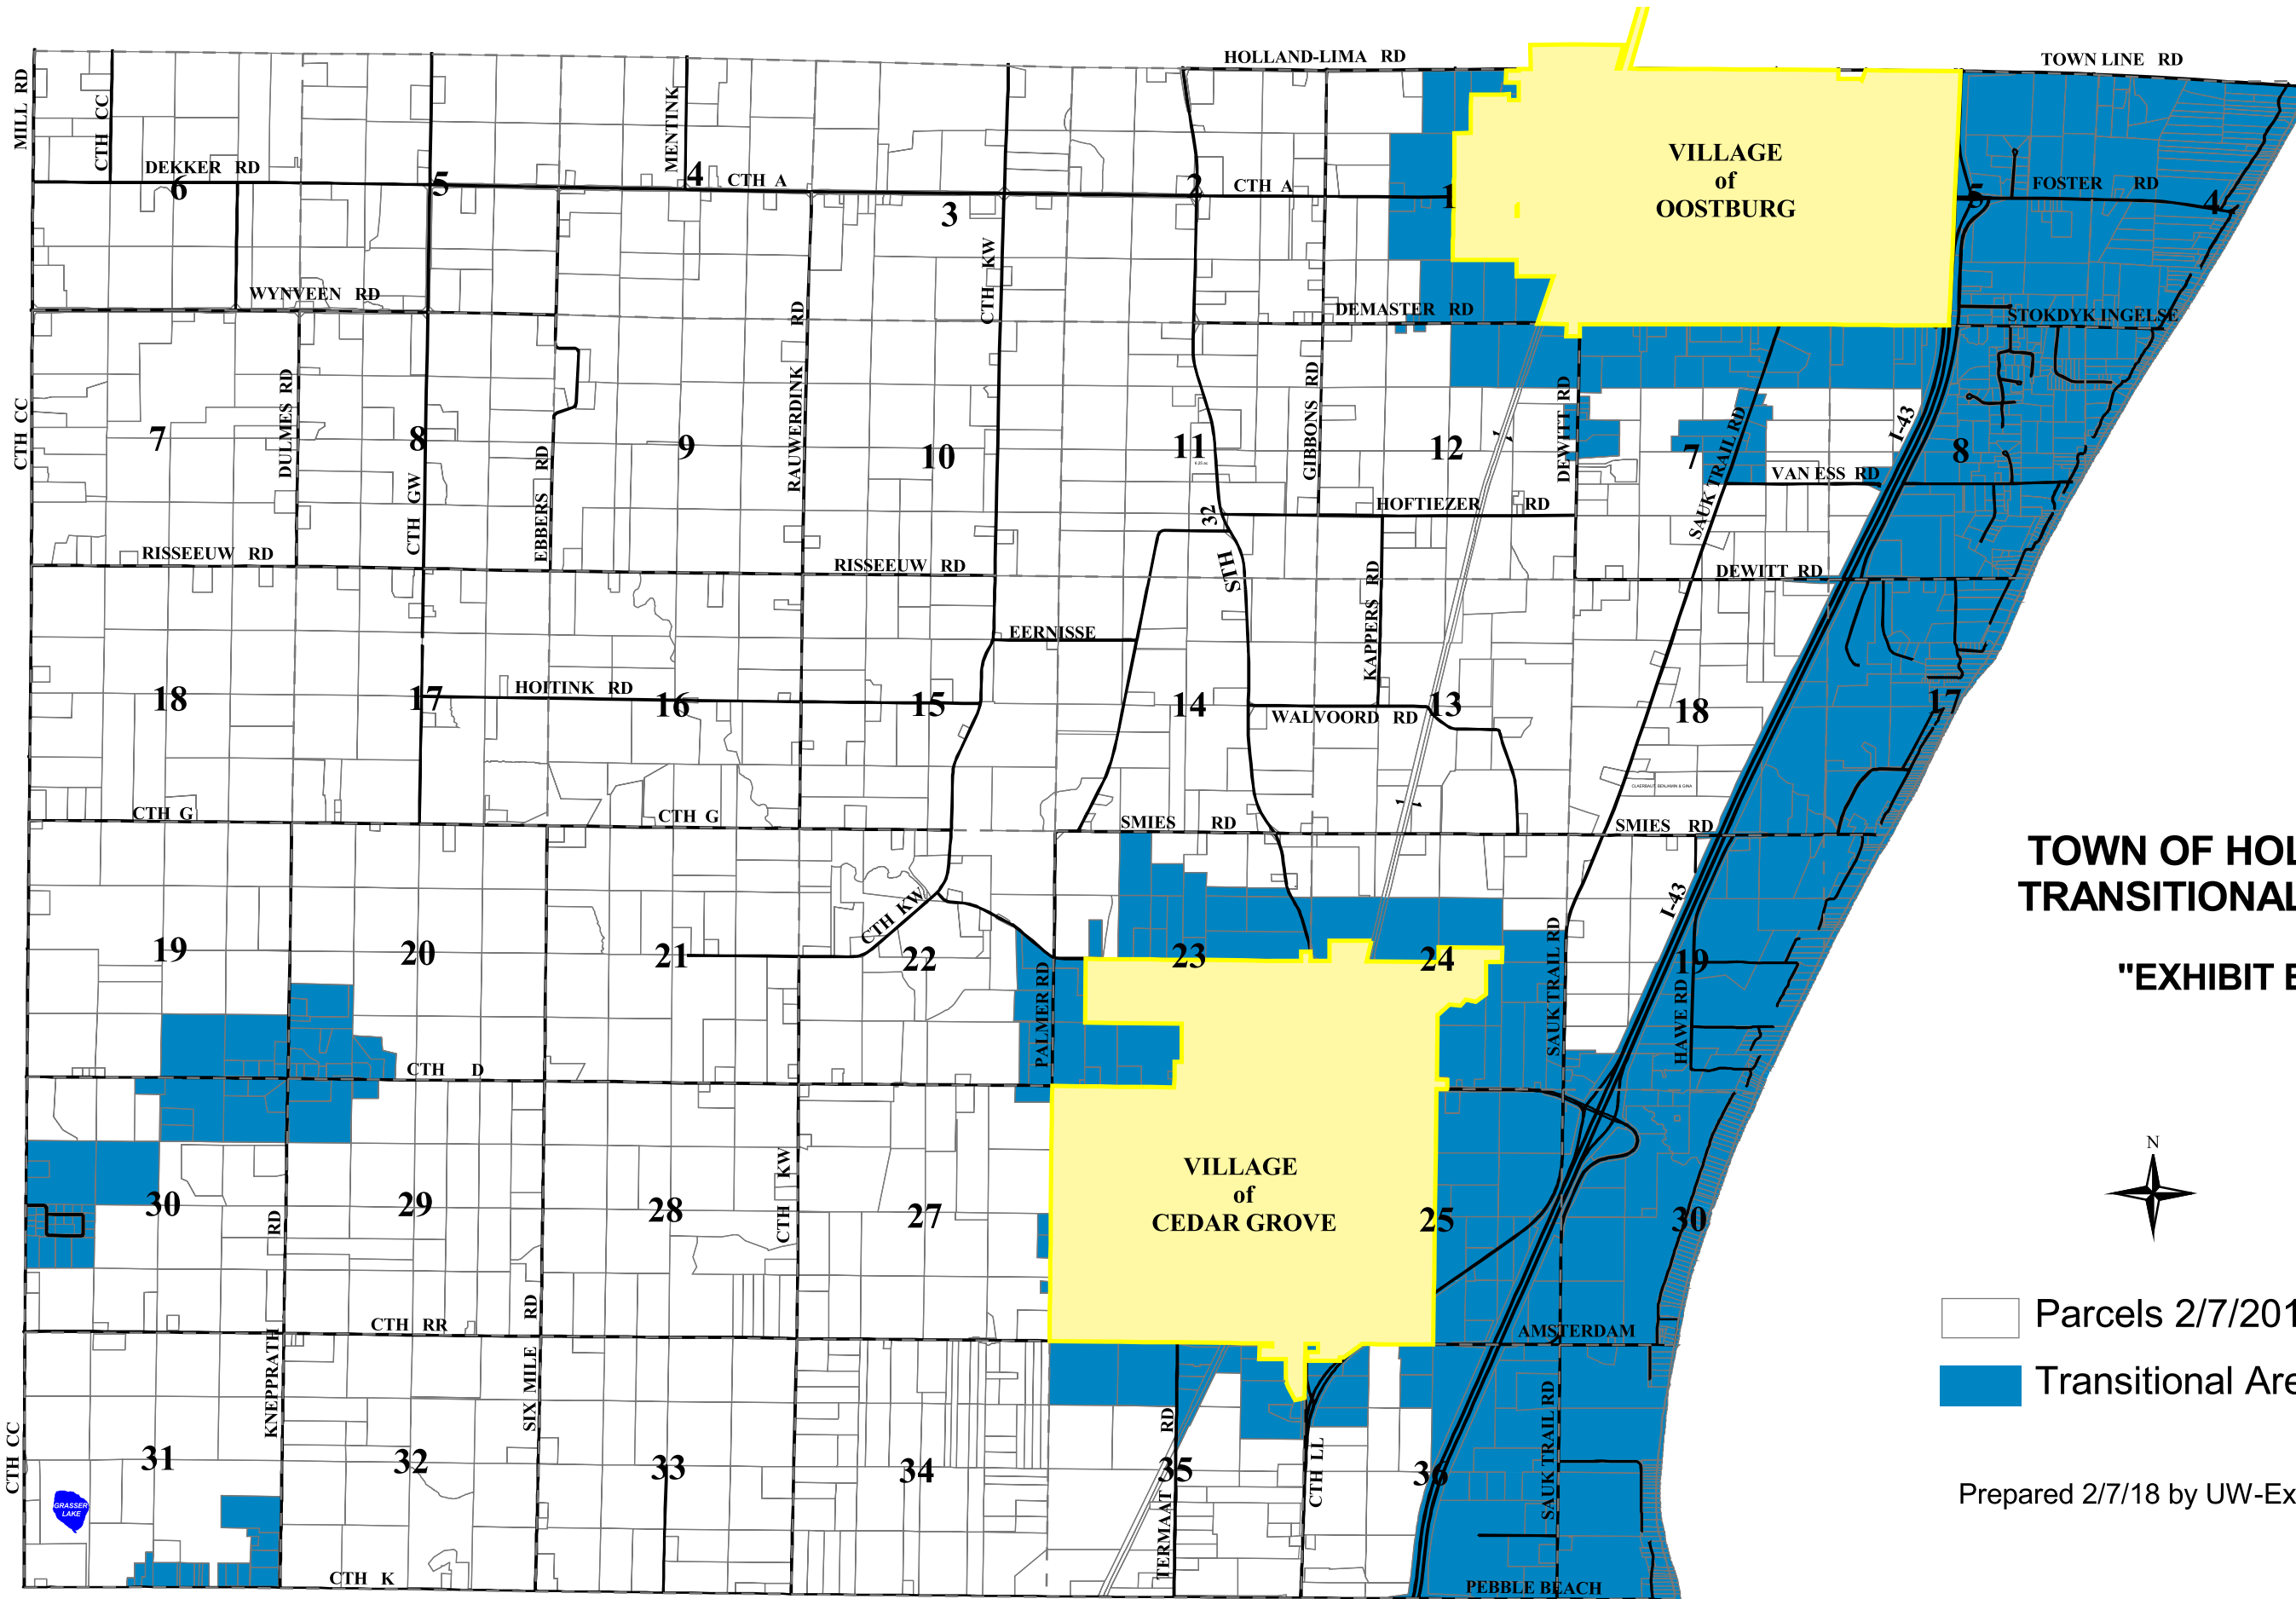 HOLLAND-LIMA RD
TOWN LINE RD
MILL RD
CTH CC
MENTINK
DEKKER RD
6
5
4
CTH A
3
2
CTH A
1
VILLAGE
of
OOSTBURG
5
FOSTER RD
4
WYNVEEN RD
RAUWERDINK RD
CTH KW
DEMASTER RD
STOKDYK INGELSE
CTH CC
7
DULMES RD
8
CTH GW
EBBERS RD
9
10
11
GIBBONS RD
12
DEWITT RD
7
SAUK TRAIL RD
I-43
8
VAN ESS RD
HOFTIEZER RD
32
STH
RISSEEUW RD
RISSEEUW RD
DEWITT RD
EERNISSE
KAPPERS RD
18
17
HOITINK RD
16
15
14
WALVOORD RD
13
18
17
CLAERBAUT, BENJAMIN & GINA
CTH G
CTH G
SMIES RD
SMIES RD
TOWN OF HOL
TRANSITIONAL
"EXHIBIT B
19
20
21
CTH KW
22
PALMER RD
23
24
SAUK TRAIL RD
I-43
19
HAWE RD
CTH D
N
30
RD
29
28
CTH KW
27
VILLAGE
of
CEDAR GROVE
25
30
Parcels 2/7/201
CTH RR
AMSTERDAM
Transitional Are
KNEPPRATH
SIX MILE RD
CTH CC
31
32
33
34
TERMAAT RD
35
CTH LL
36
SAUK TRAIL RD
GRASSER
LAKE
Prepared 2/7/18 by UW-Ex
CTH K
PEBBLE BEACH